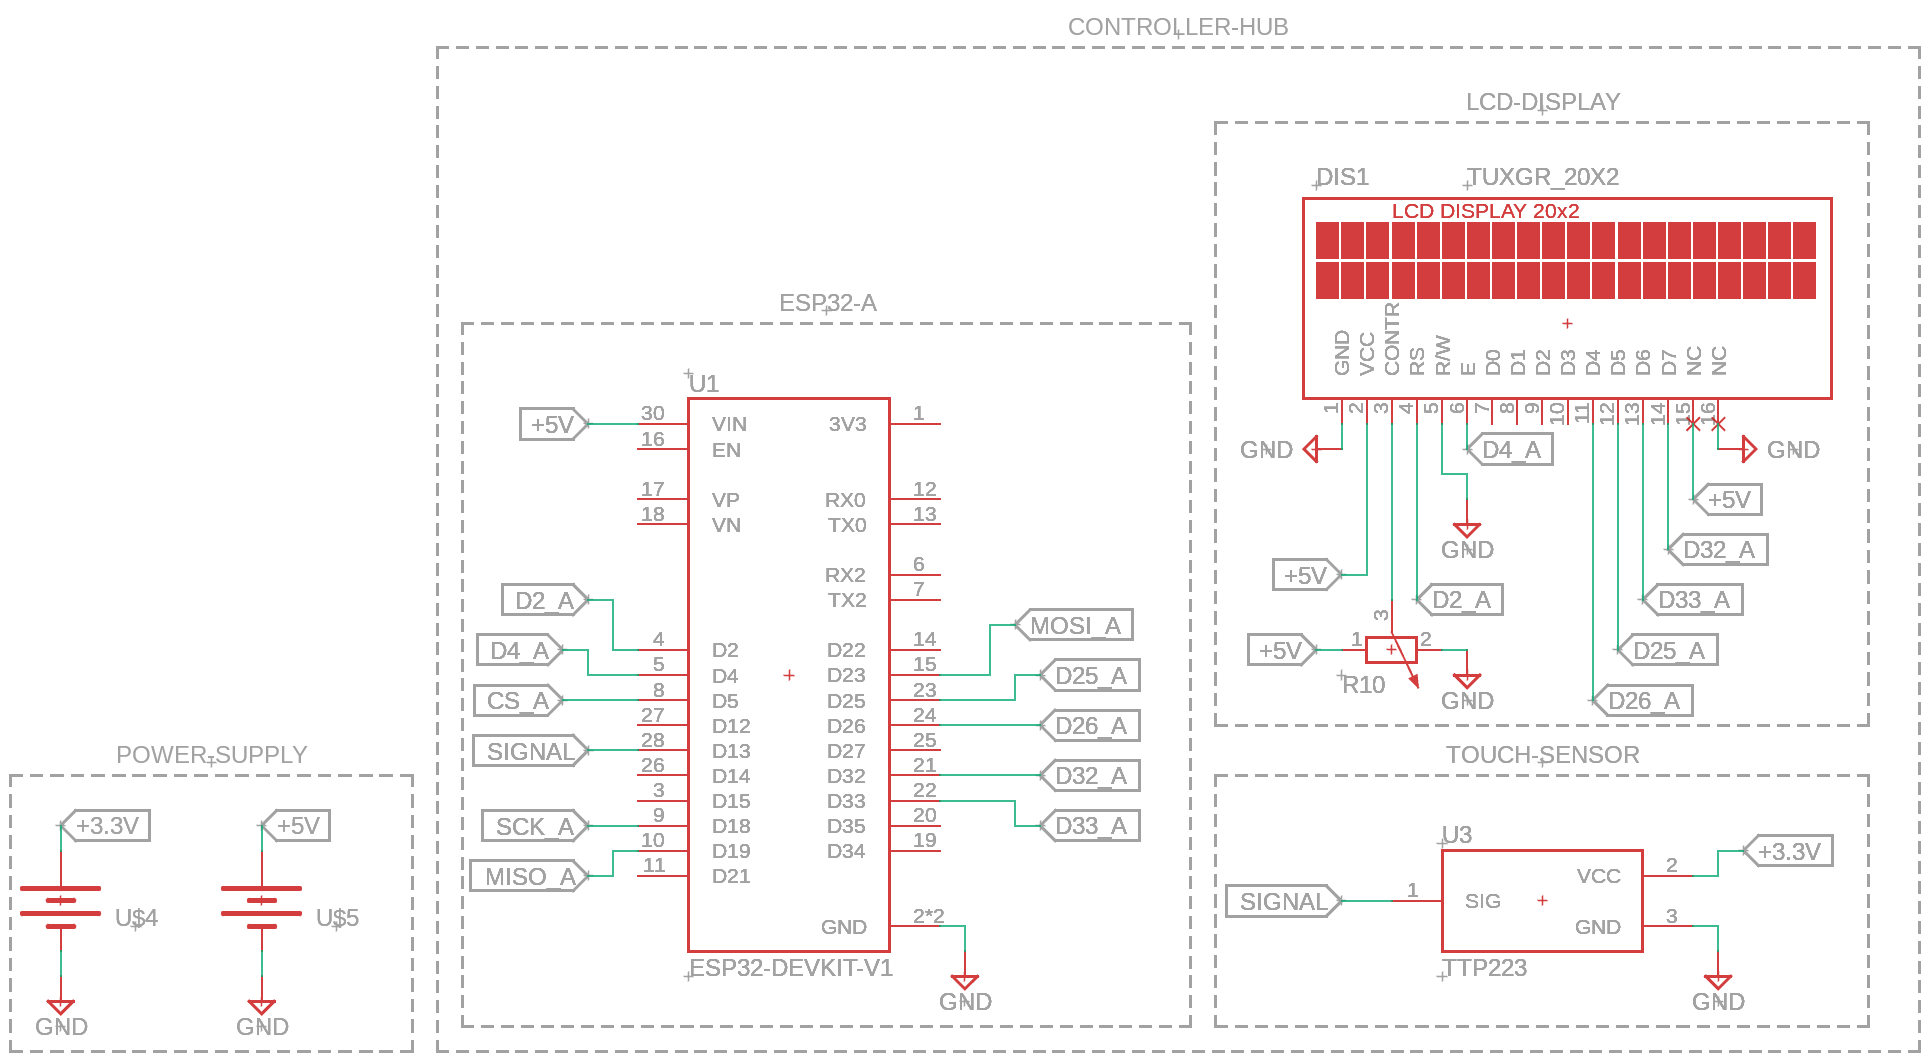 CONTROLLER-HUB
LCD-DISPLAY
DIS1
TUXGR_20X2
LCD DISPLAY 20x2
GND
VCC
CONTR
RS
R/W
E
D0
D1
D2
D3
D4
D5
D6
D7
NC
NC
1
2
3
4
5
6
7
8
9
10
11
12
13
14
15
16
GND
D4_A
GND
+5V
GND
D32_A
+5V
D2_A
D33_A
3
+5V
1
2
D25_A
R10
GND
D26_A
ESP32-A
U1
+5V
30
VIN
3V3
1
16
EN
17
VP
RX0
12
18
VN
TX0
13
RX2
6
TX2
7
D2_A
4
D2
D22
14
MOSI_A
D4_A
5
D4
D23
15
D25_A
CS_A
8
D5
D25
23
27
D12
D26
24
D26_A
SIGNAL
28
D13
D27
25
26
D14
D32
21
D32_A
3
D15
D33
22
D33_A
SCK_A
9
D18
D35
20
10
D19
D34
19
MISO_A
11
D21
GND
2*2
ESP32-DEVKIT-V1
GND
POWER-SUPPLY
+3.3V
+5V
U$4
U$5
GND
GND
TOUCH-SENSOR
U3
+3.3V
VCC
2
SIGNAL
1
SIG
GND
3
TTP223
GND